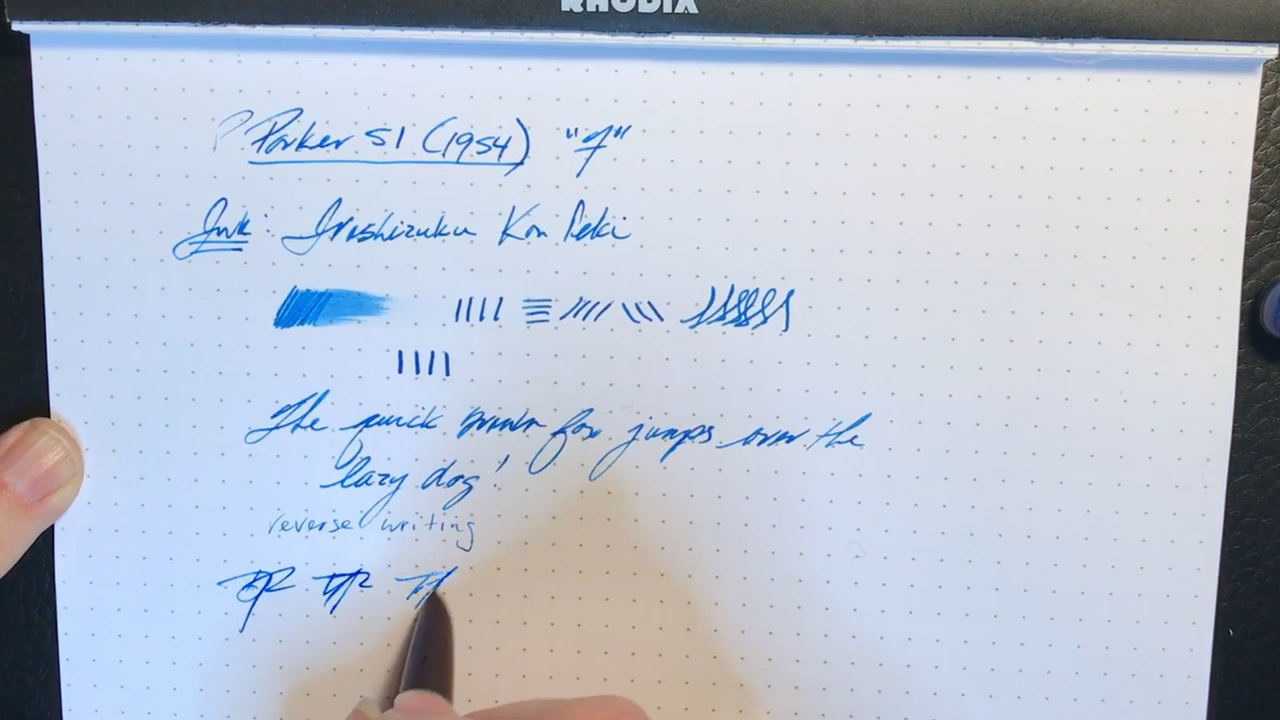 RHODIA
Parker 51 (1954) "f"
Ink: Iroshizuku Kon Peki
The quick brown fox jumps over the
lazy dog!
reverse writing